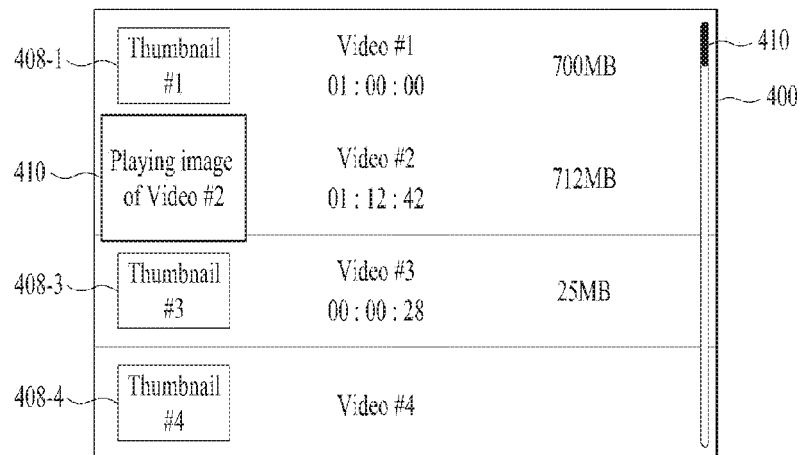 Thumbnail
#1
Video #1
01 : 00 : 00
700MB
408-1
410
400
Playing image
of Video #2
Video #2
01 : 12 : 42
712MB
410
Thumbnail
#3
Video #3
00 : 00 : 28
25MB
408-3
Thumbnail
#4
Video #4
408-4